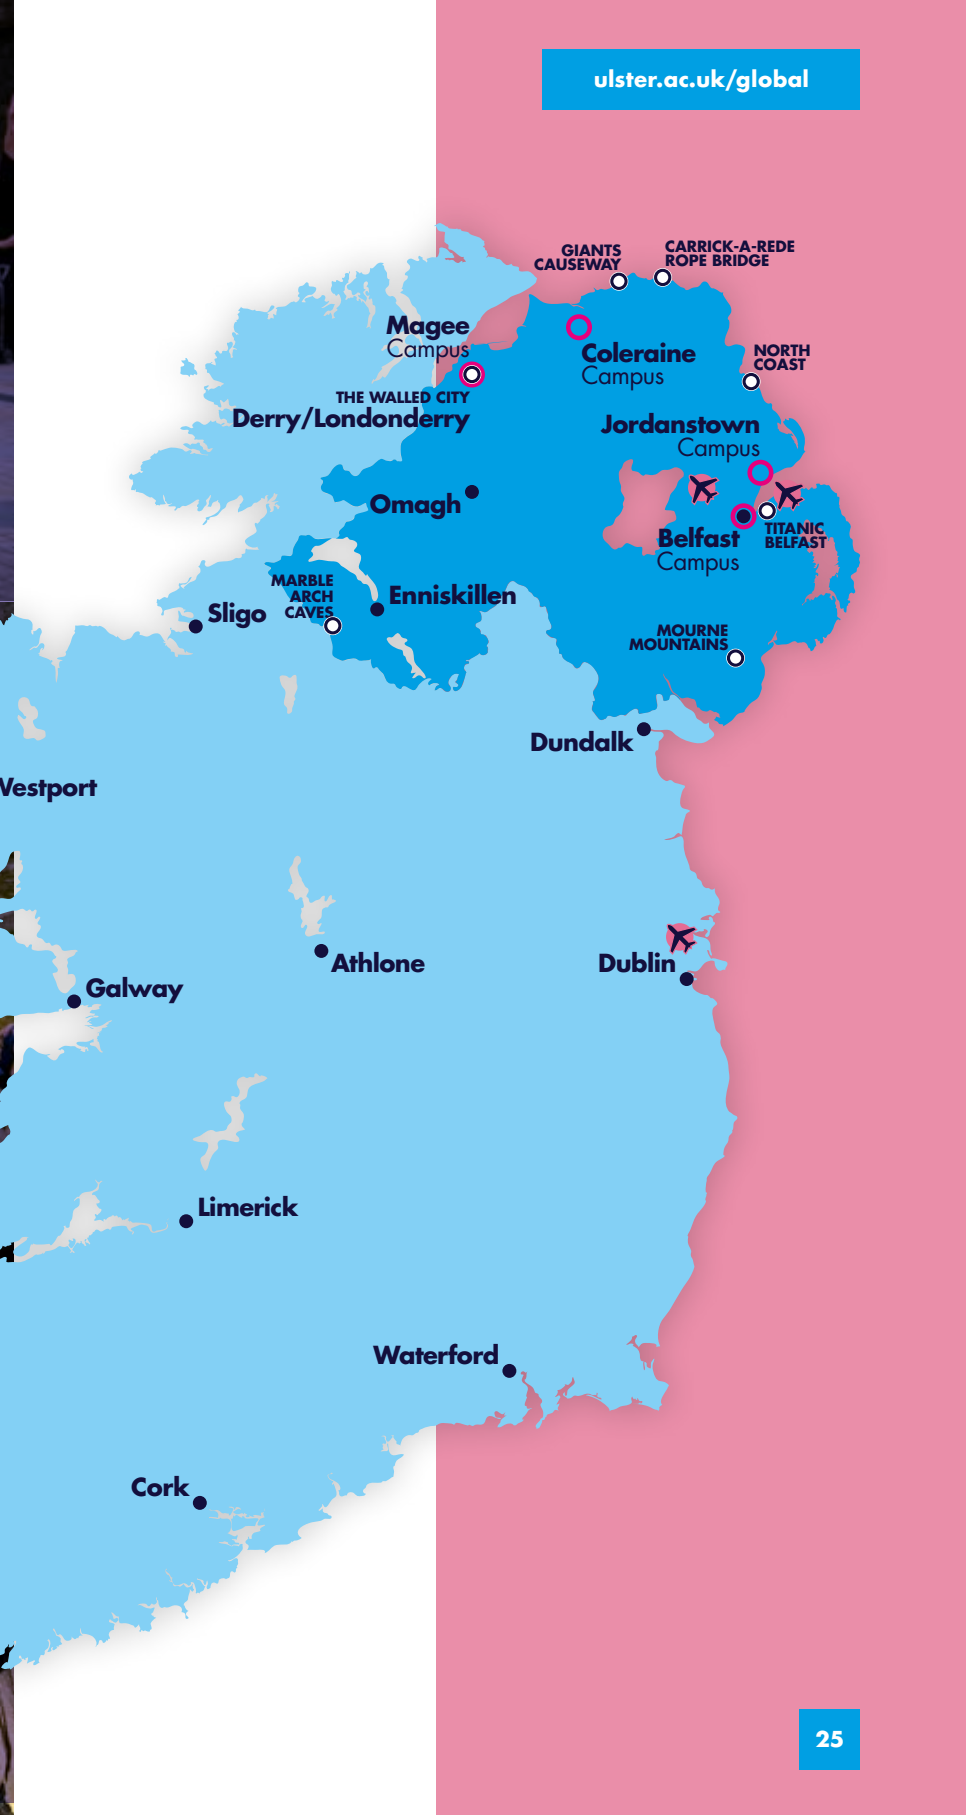 ulster.ac.uk/global
GIANTS
CAUSEWAY
CARRICK-A-REDE
ROPE BRIDGE
Magee
Campus
Coleraine
Campus
NORTH
COAST
THE WALLED CITY
Derry/Londonderry
Jordanstown
Campus
Omagh
TITANIC
BELFAST
Belfast
Campus
MARBLE
ARCH
CAVES
Enniskillen
Sligo
MOURNE
MOUNTAINS
Dundalk
Westport
Athlone
Dublin
Galway
Limerick
Waterford
Cork
25